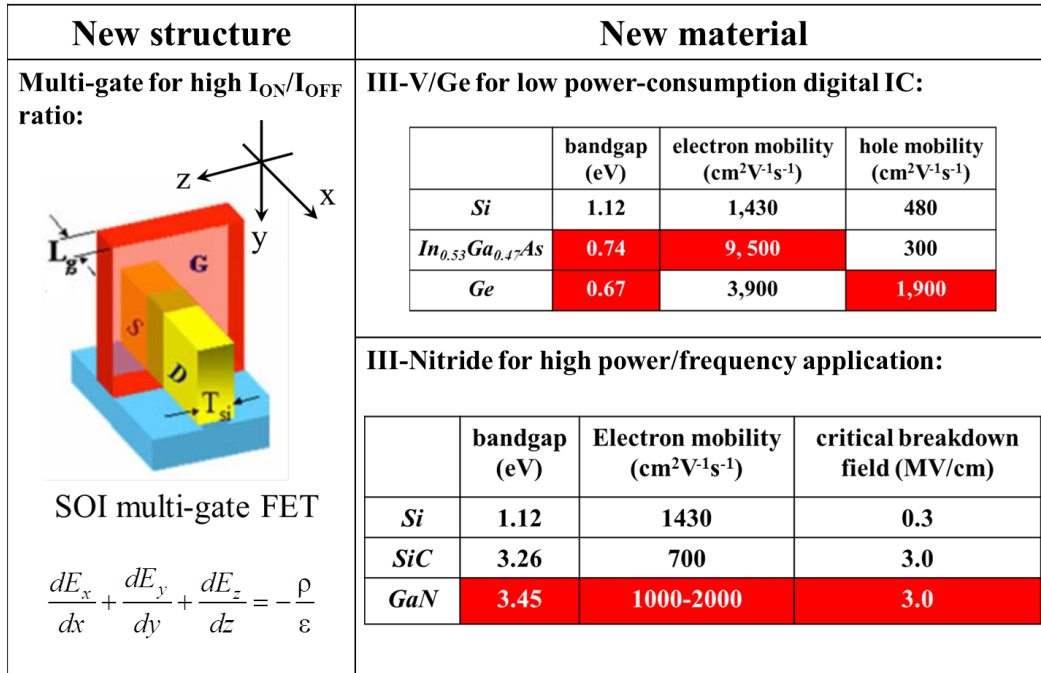 New structure
New material
Multi-gate for high I_ON/I_OFF
ratio:
z
x
y
L_g
G
S
D
T_si
SOI multi-gate FET
dE_x/dx + dE_y/dy + dE_z/dz = -ρ/ε
III-V/Ge for low power-consumption digital IC:
bandgap (eV) electron mobility (cm²V⁻¹s⁻¹) hole mobility (cm²V⁻¹s⁻¹)
Si 1.12 1,430 480
In₀.₅₃Ga₀.₄₇As 0.74 9, 500 300
Ge 0.67 3,900 1,900
III-Nitride for high power/frequency application:
bandgap (eV) Electron mobility (cm²V⁻¹s⁻¹) critical breakdown field (MV/cm)
Si 1.12 1430 0.3
SiC 3.26 700 3.0
GaN 3.45 1000-2000 3.0